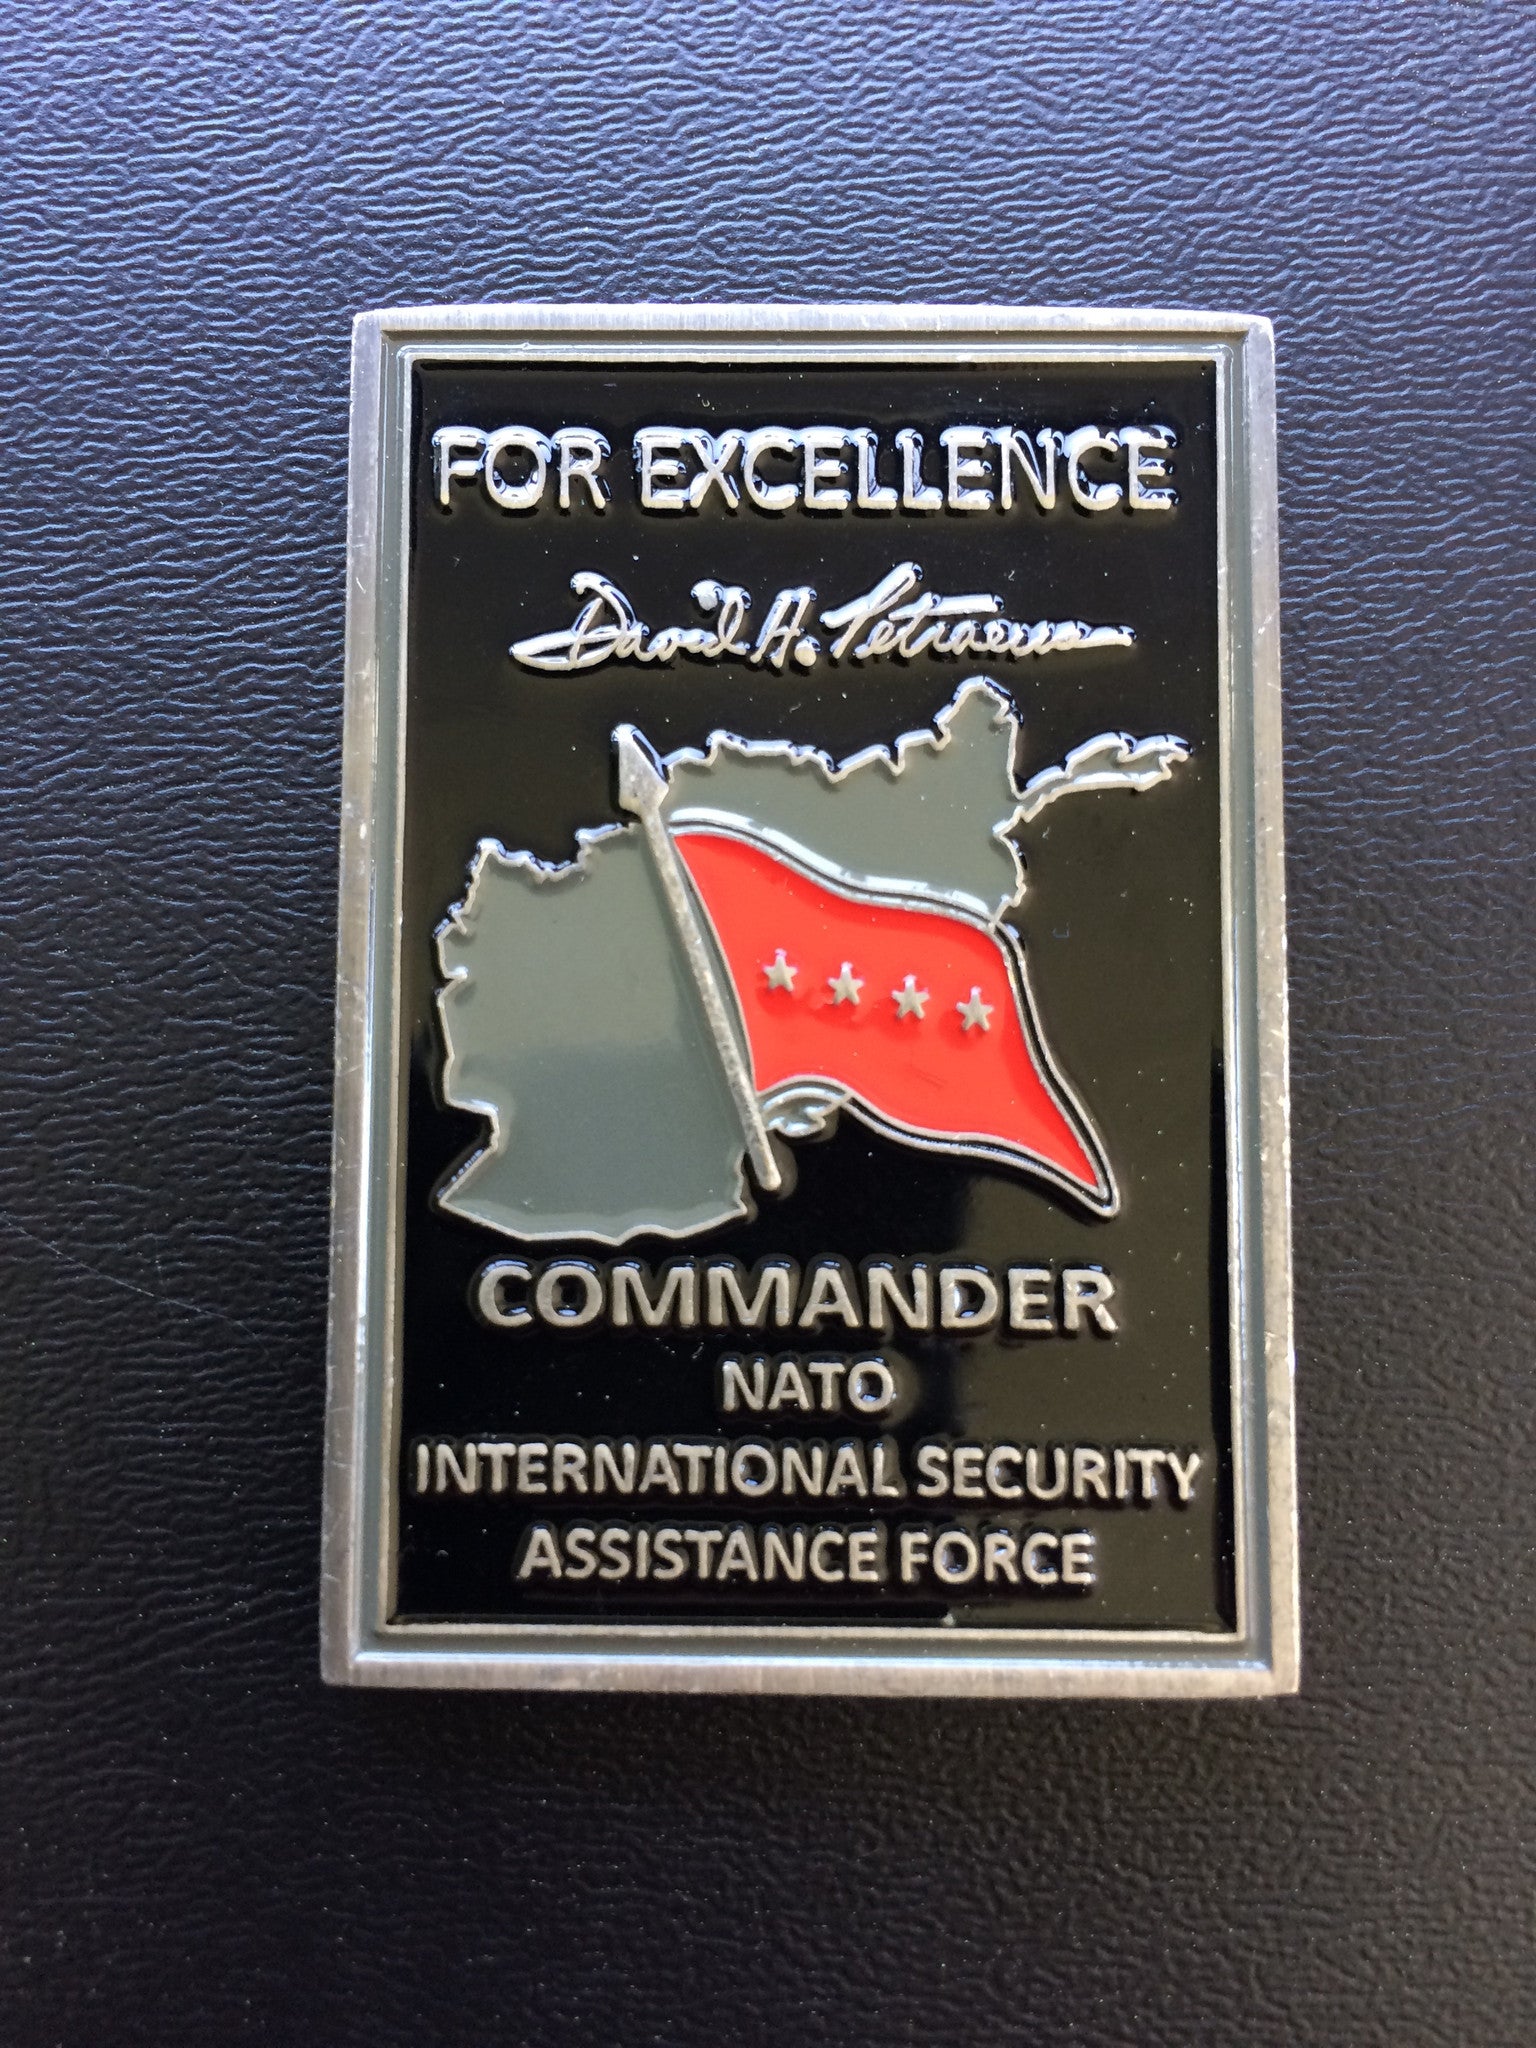 FOR EXCELLENCE
David H. Petraeus
COMMANDER
NATO
INTERNATIONAL SECURITY
ASSISTANCE FORCE